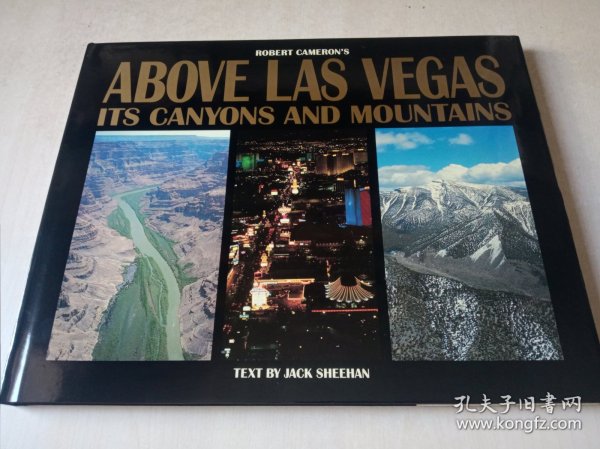 ROBERT CAMERON'S
ABOVE LAS VEGAS
ITS CANYONS AND MOUNTAINS
TEXT BY JACK SHEEHAN
孔夫子旧书网
www.kongfz.com